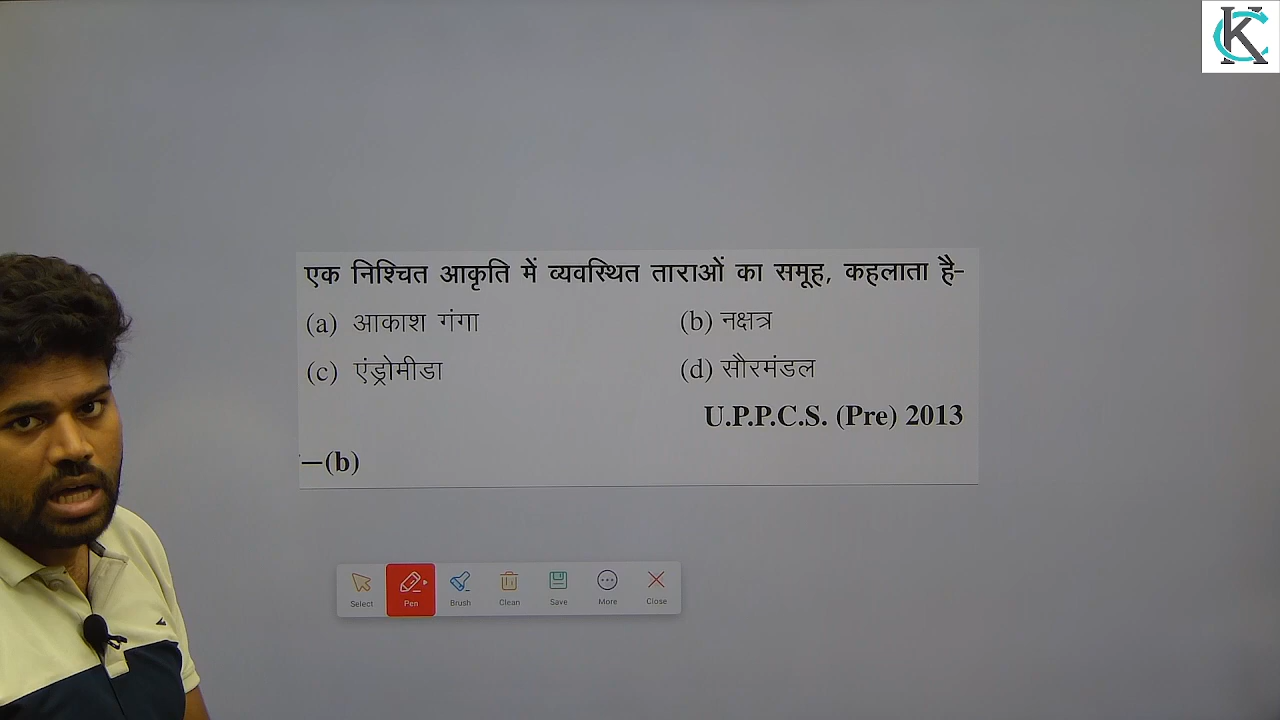 एक निश्चित आकृति में व्यवस्थित ताराओं का समूह, कहलाता है-
(a) आकाश गंगा (b) नक्षत्र
(c) एंड्रोमीडा (d) सौरमंडल
U.P.P.C.S. (Pre) 2013
—(b)
Select Pen Brush Clean Save More Close
KC